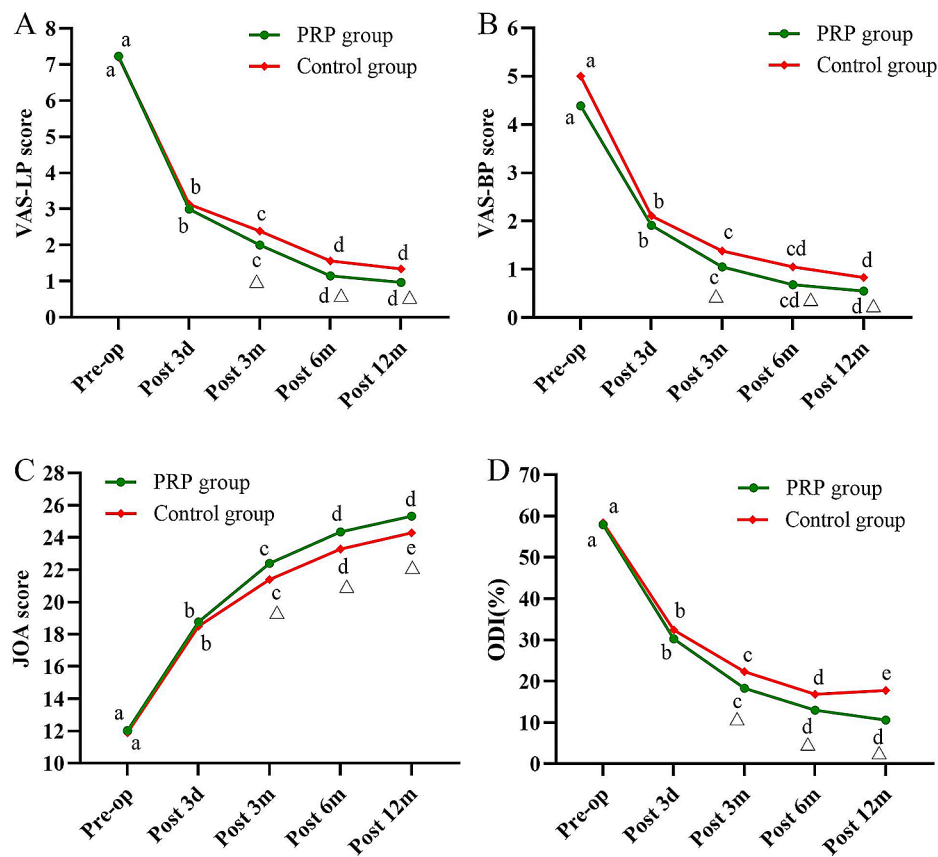 A
VAS-LP score
8
7
6
5
4
3
2
1
0
PRP group
Control group
a
a
b
b
c
c
△
d
d △
d
d △
Pre-op
Post 3d
Post 3m
Post 6m
Post 12m
B
VAS-BP score
6
5
4
3
2
1
0
PRP group
Control group
a
a
b
b
c
c
△
cd
cd △
d
d △
Pre-op
Post 3d
Post 3m
Post 6m
Post 12m
C
JOA score
28
26
24
22
20
18
16
14
12
10
PRP group
Control group
a
a
b
b
c
c
△
d
d
△
d
e
△
Pre-op
Post 3d
Post 3m
Post 6m
Post 12m
D
ODI(%)
70
60
50
40
30
20
10
0
PRP group
Control group
a
a
b
b
c
c
△
d
d
△
e
d
△
Pre-op
Post 3d
Post 3m
Post 6m
Post 12m